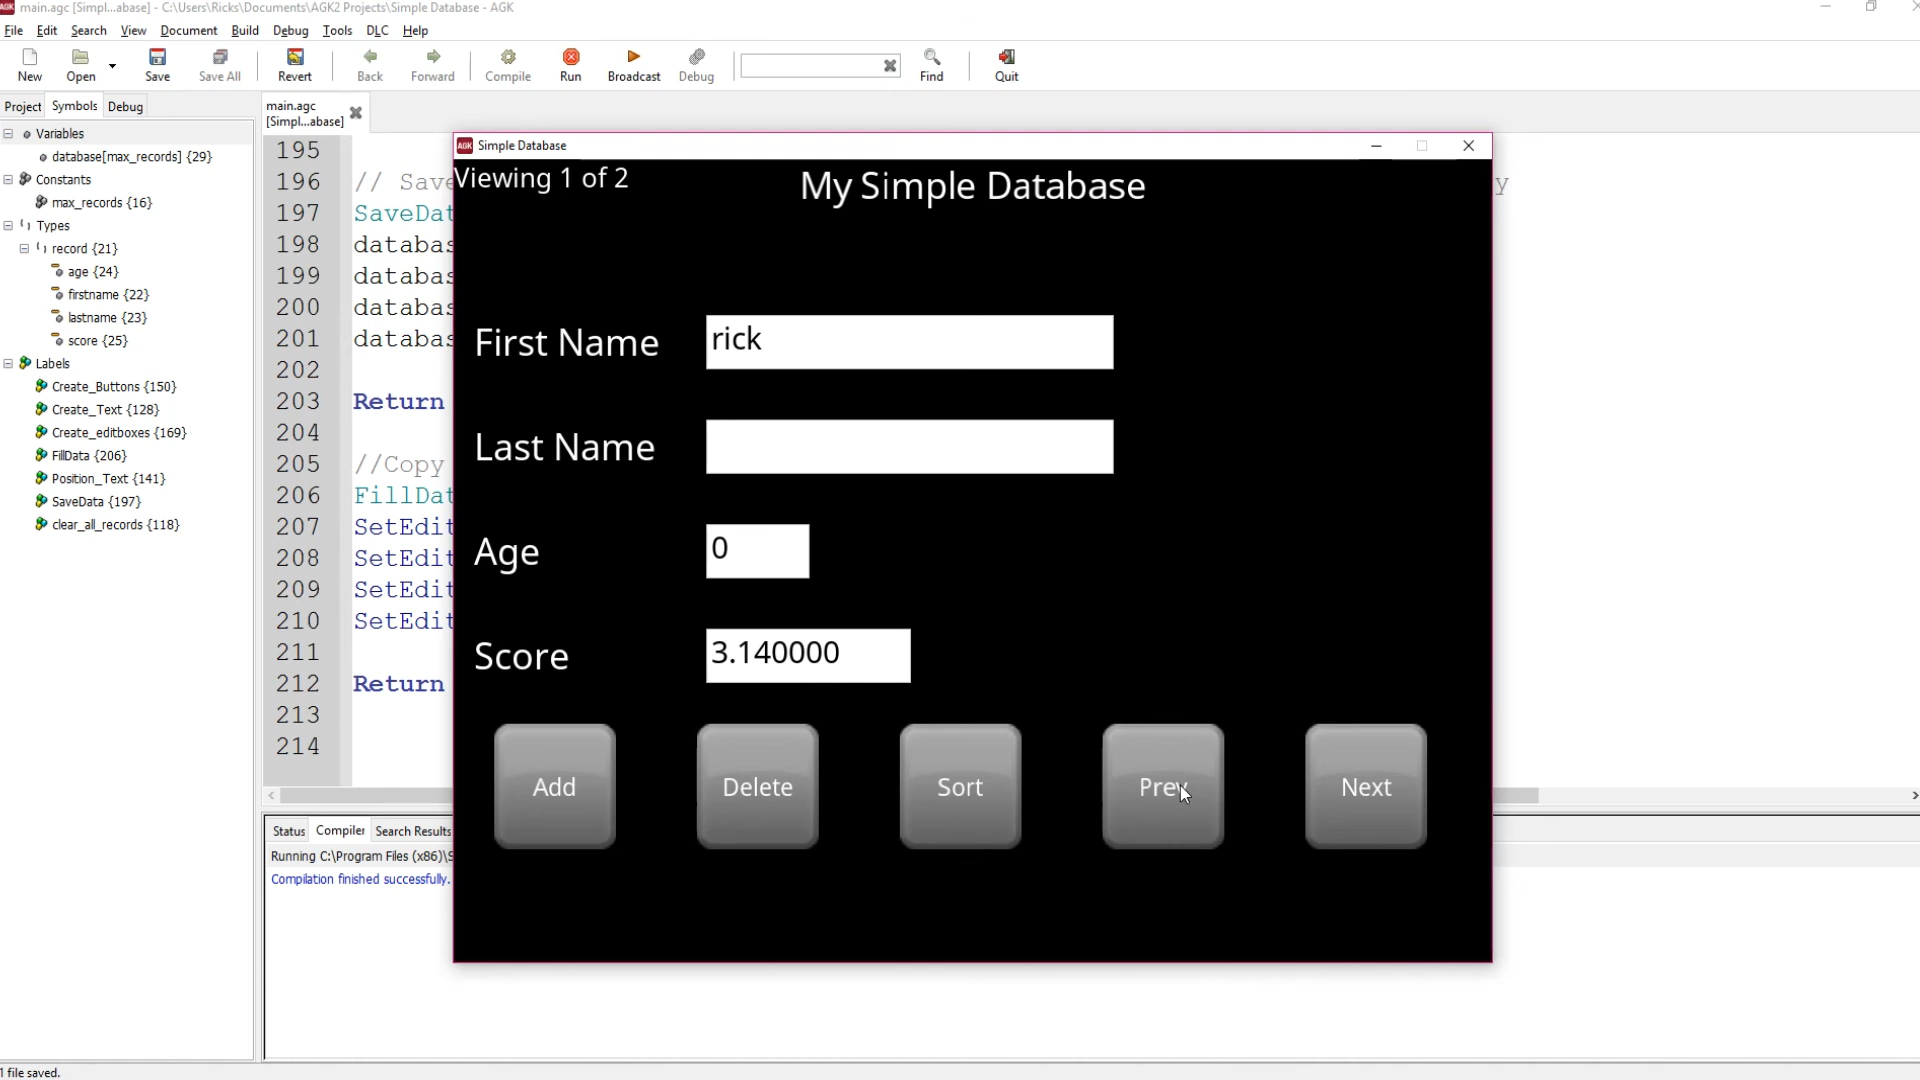 main.agc [Simpl...abase] - C:\Users\Ricks\Documents\AGK2 Projects\Simple Database - AGK
File Edit Search View Document Build Debug Tools DLC Help
New Open Save Save All Revert Back Forward Compile Run Broadcast Debug Find Quit
Project Symbols Debug
main.agc
[Simpl...abase]
Variables
database[max_records] {29}
Constants
max_records {16}
Types
record {21}
age {24}
firstname {22}
lastname {23}
score {25}
Labels
Create_Buttons {150}
Create_Text {128}
Create_editboxes {169}
FillData {206}
Position_Text {141}
SaveData {197}
clear_all_records {118}
195
196 // Save y
197 SaveDat
198 databas
199 databas
200 databas
201 databas
202
203 Return
204
205 //Copy
206 FillDat
207 SetEdit
208 SetEdit
209 SetEdit
210 SetEdit
211
212 Return
213
214
AGK Simple Database
Viewing 1 of 2
My Simple Database
First Name rick
Last Name
Age 0
Score 3.140000
Add Delete Sort Prev Next
Status Compiler Search Results
Running C:\Program Files (x86)\S
Compilation finished successfully.
1 file saved.